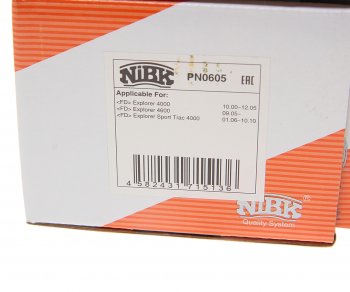 NiBK PN0605 EAC
Applicable For:
<FD> Explorer 4000 10.00-12.05
<FD> Explorer 4600 09.05-
<FD> Explorer Sport Trac 4000 01.06-10.10
4 582431 715136
NiBK ®
Quality System